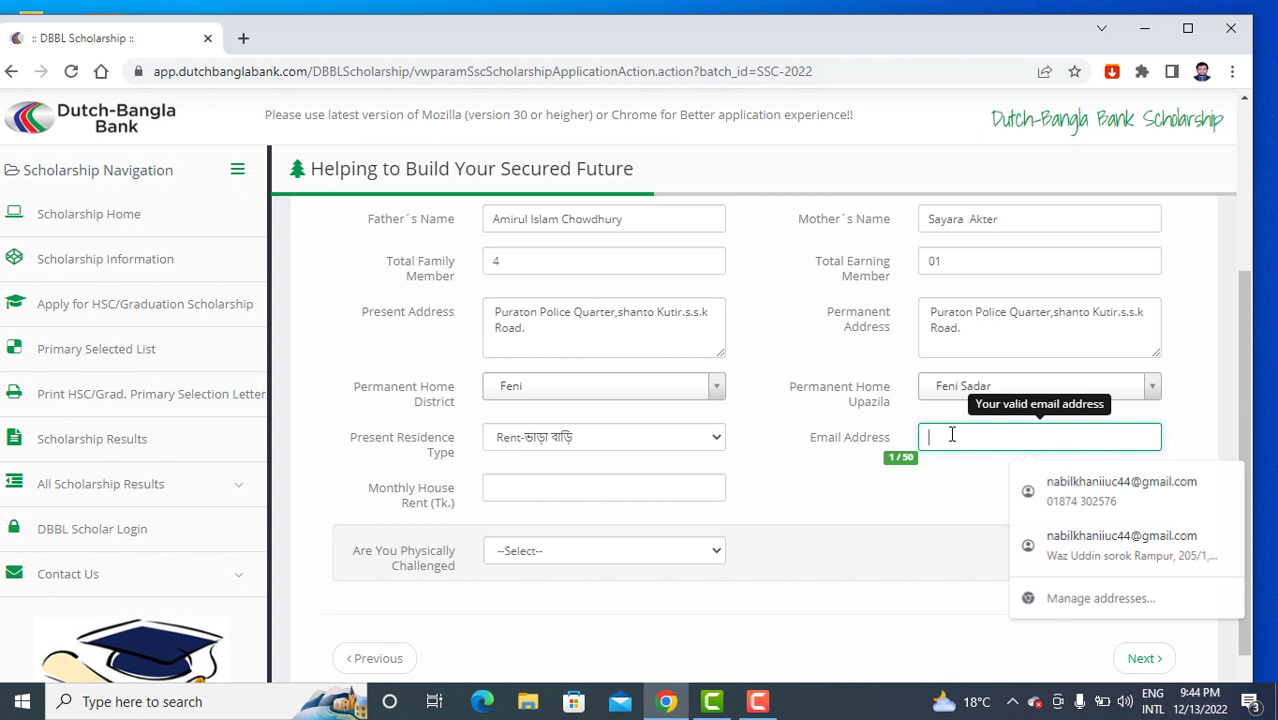 :: DBBL Scholarship ::
app.dutchbanglabank.com/DBBLScholarship/vwparamSscScholarshipApplicationAction.action?batch_id=SSC-2022
Dutch-Bangla
Bank
Please use latest version of Mozilla (version 30 or heigher) or Chrome for Better application experience!!
Dutch-Bangla Bank Scholarship
Scholarship Navigation
Helping to Build Your Secured Future
Scholarship Home
Scholarship Information
Apply for HSC/Graduation Scholarship
Primary Selected List
Print HSC/Grad. Primary Selection Letter
Scholarship Results
All Scholarship Results
DBBL Scholar Login
Contact Us
Father´s Name
Amirul Islam Chowdhury
Mother´s Name
Sayara Akter
Total Family
Member
4
Total Earning
Member
01
Present Address
Puraton Police Quarter,shanto Kutir.s.s.k
Road.
Permanent
Address
Puraton Police Quarter,shanto Kutir.s.s.k
Road.
Permanent Home
District
Feni
Permanent Home
Upazila
Feni Sadar
Your valid email address
Present Residence
Type
Rent-ভাড়া বাড়ি
Email Address
1 / 50
nabilkhaniiuc44@gmail.com
01874 302576
nabilkhaniiuc44@gmail.com
Waz Uddin sorok Rampur, 205/1,...
Manage addresses...
Monthly House
Rent (Tk.)
Are You Physically
Challenged
--Select--
Previous
Next
Type here to search
18°C
ENG
INTL
9:44 PM
12/13/2022
3